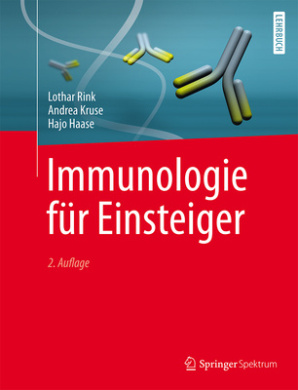 LEHRBUCH
Lothar Rink
Andrea Kruse
Hajo Haase
Immunologie
für Einsteiger
2. Auflage
Springer Spektrum